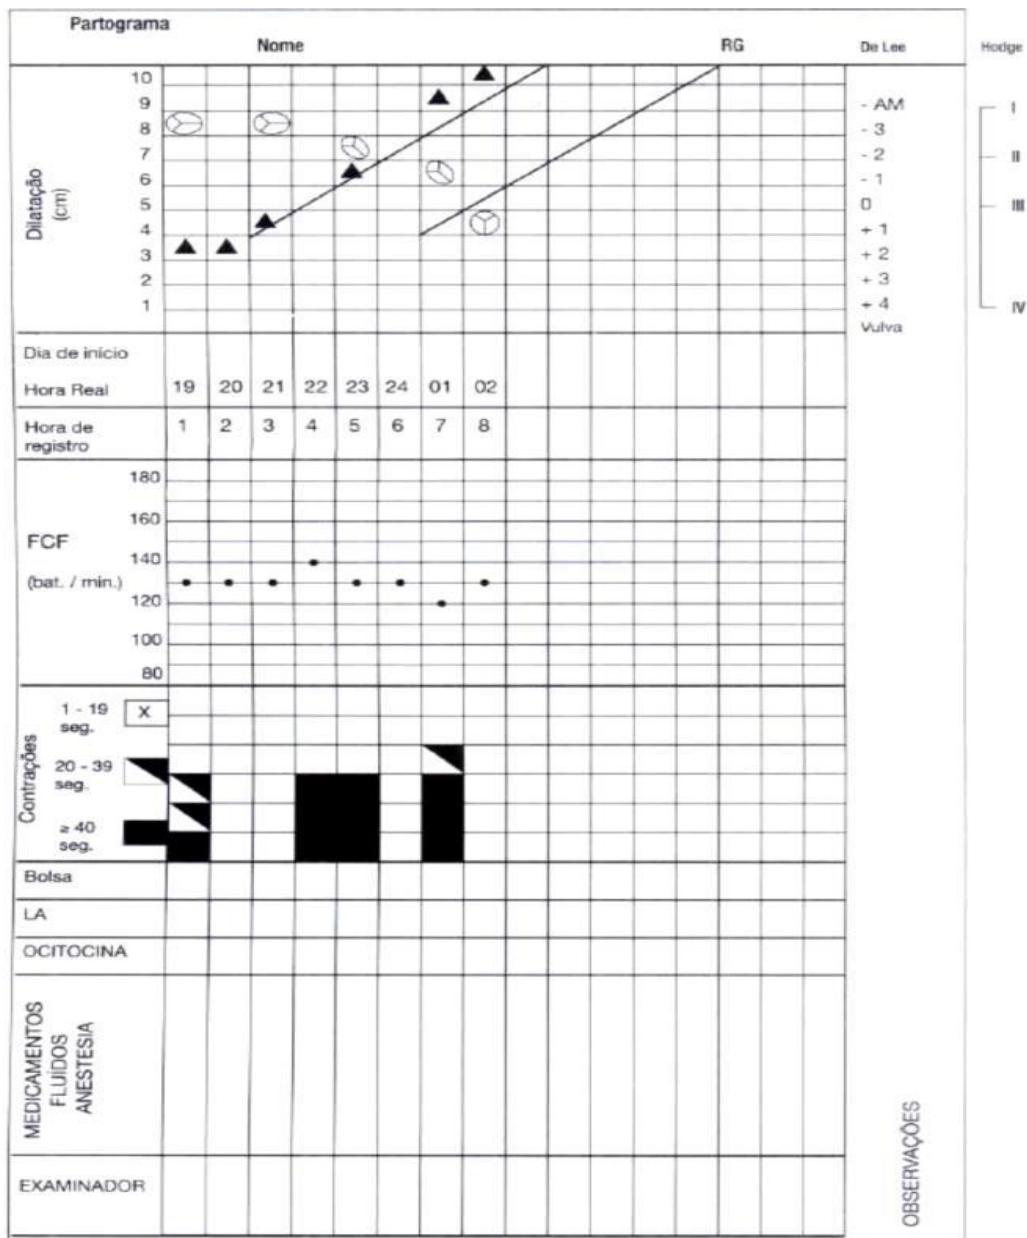 Partograma
Nome RG De Lee Hodge
Dilatação
(cm)
10
9 - AM I
8 - 3
7 - 2 II
6 - 1
5 0 III
4 + 1
3 + 2
2 + 3
1 + 4 IV
Vulva
Dia de início
Hora Real 19 20 21 22 23 24 01 02
Hora de
registro 1 2 3 4 5 6 7 8
FCF
(bat. / min.)
180
160
140
120
100
80
Contrações
1 - 19
seg. X
20 - 39
seg.
≥ 40
seg.
Bolsa
LA
OCITOCINA
MEDICAMENTOS
FLUÍDOS
ANESTESIA
EXAMINADOR
OBSERVAÇÕES